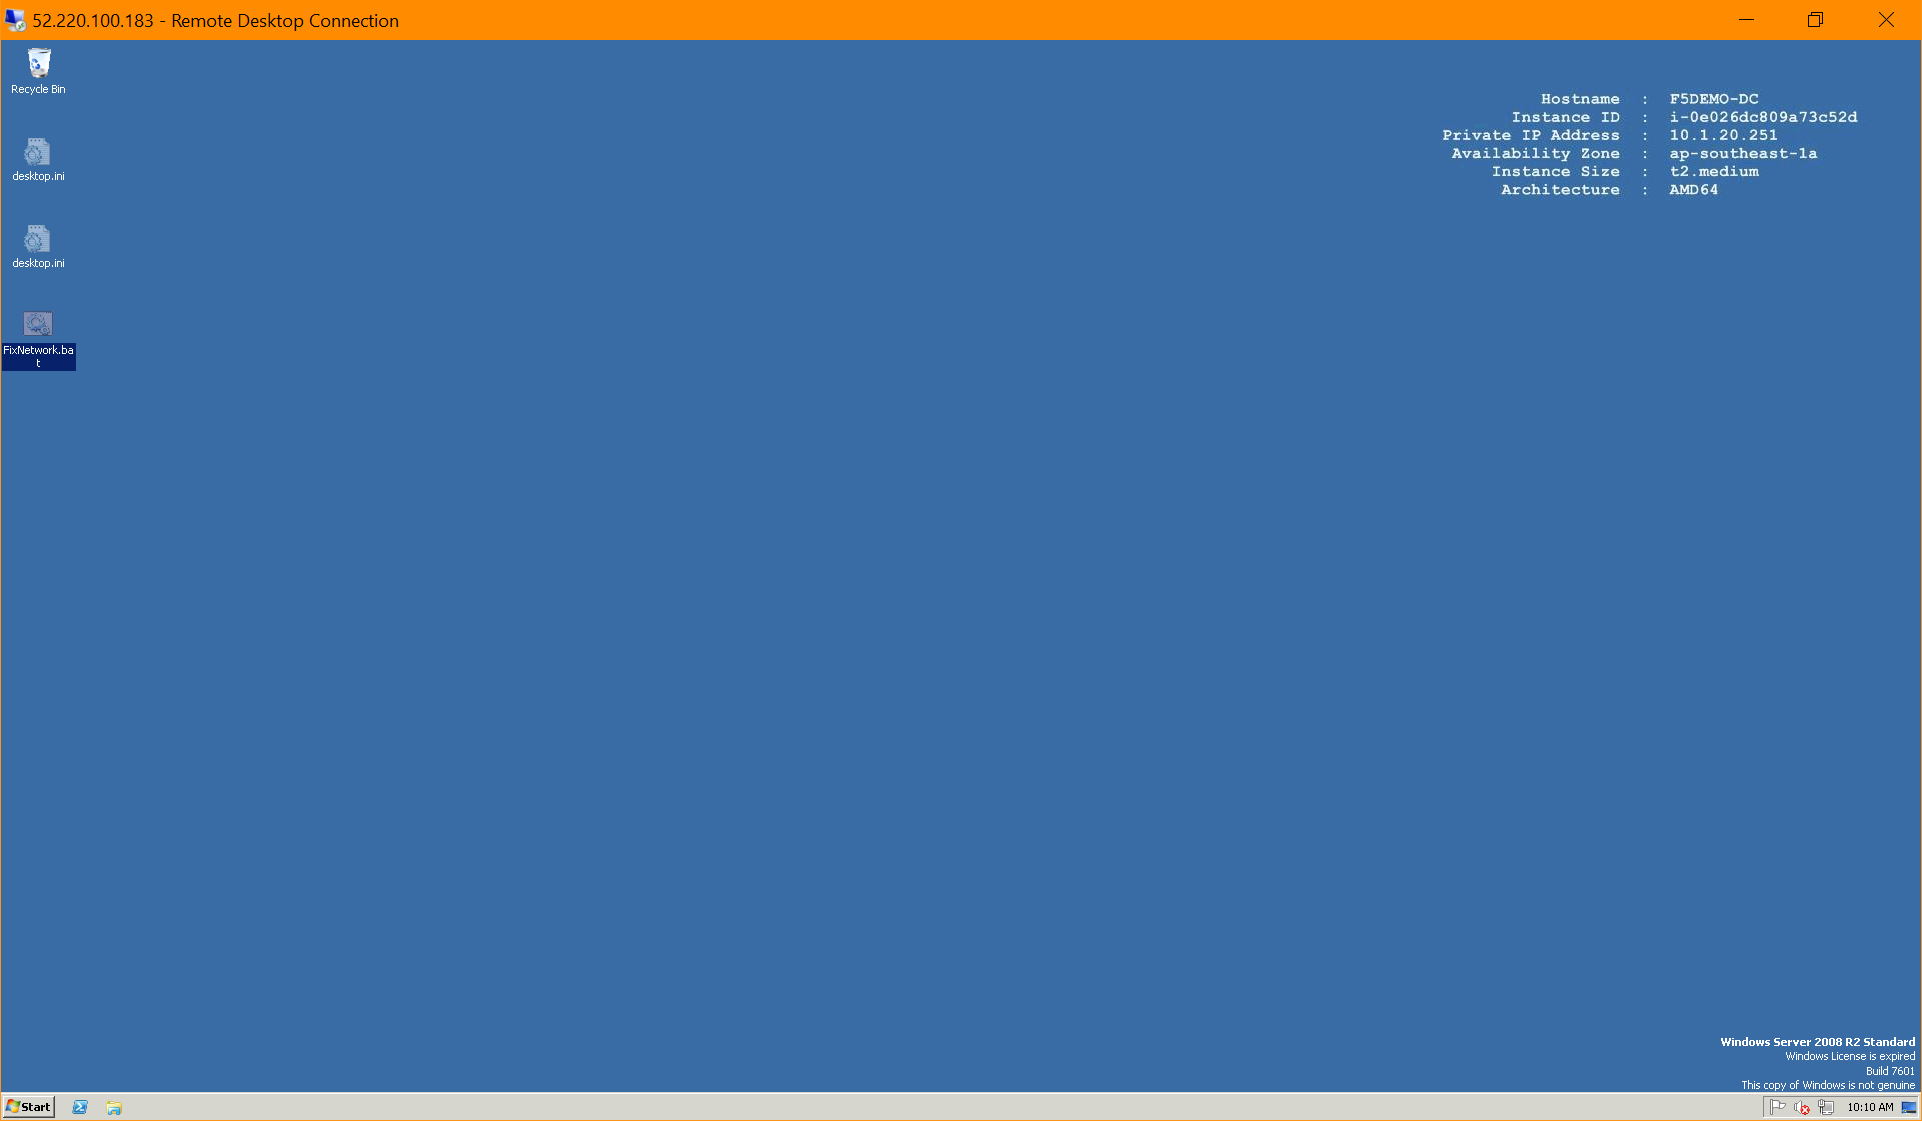 52.220.100.183 - Remote Desktop Connection
Recycle Bin
desktop.ini
desktop.ini
FixNetwork.ba
t
Hostname : F5DEMO-DC
Instance ID : i-0e026dc809a73c52d
Private IP Address : 10.1.20.251
Availability Zone : ap-southeast-1a
Instance Size : t2.medium
Architecture : AMD64
Windows Server 2008 R2 Standard
Windows License is expired
Build 7601
This copy of Windows is not genuine
Start
10:10 AM